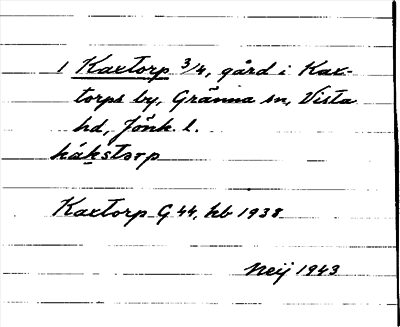 1 Kaxtorp 3/4, gård i Kax-
torps by, Gränna sn, Vista
hd, Jönk. l.
kákstorp
Kaxtorp G 44, hb 1938
Neij 1943